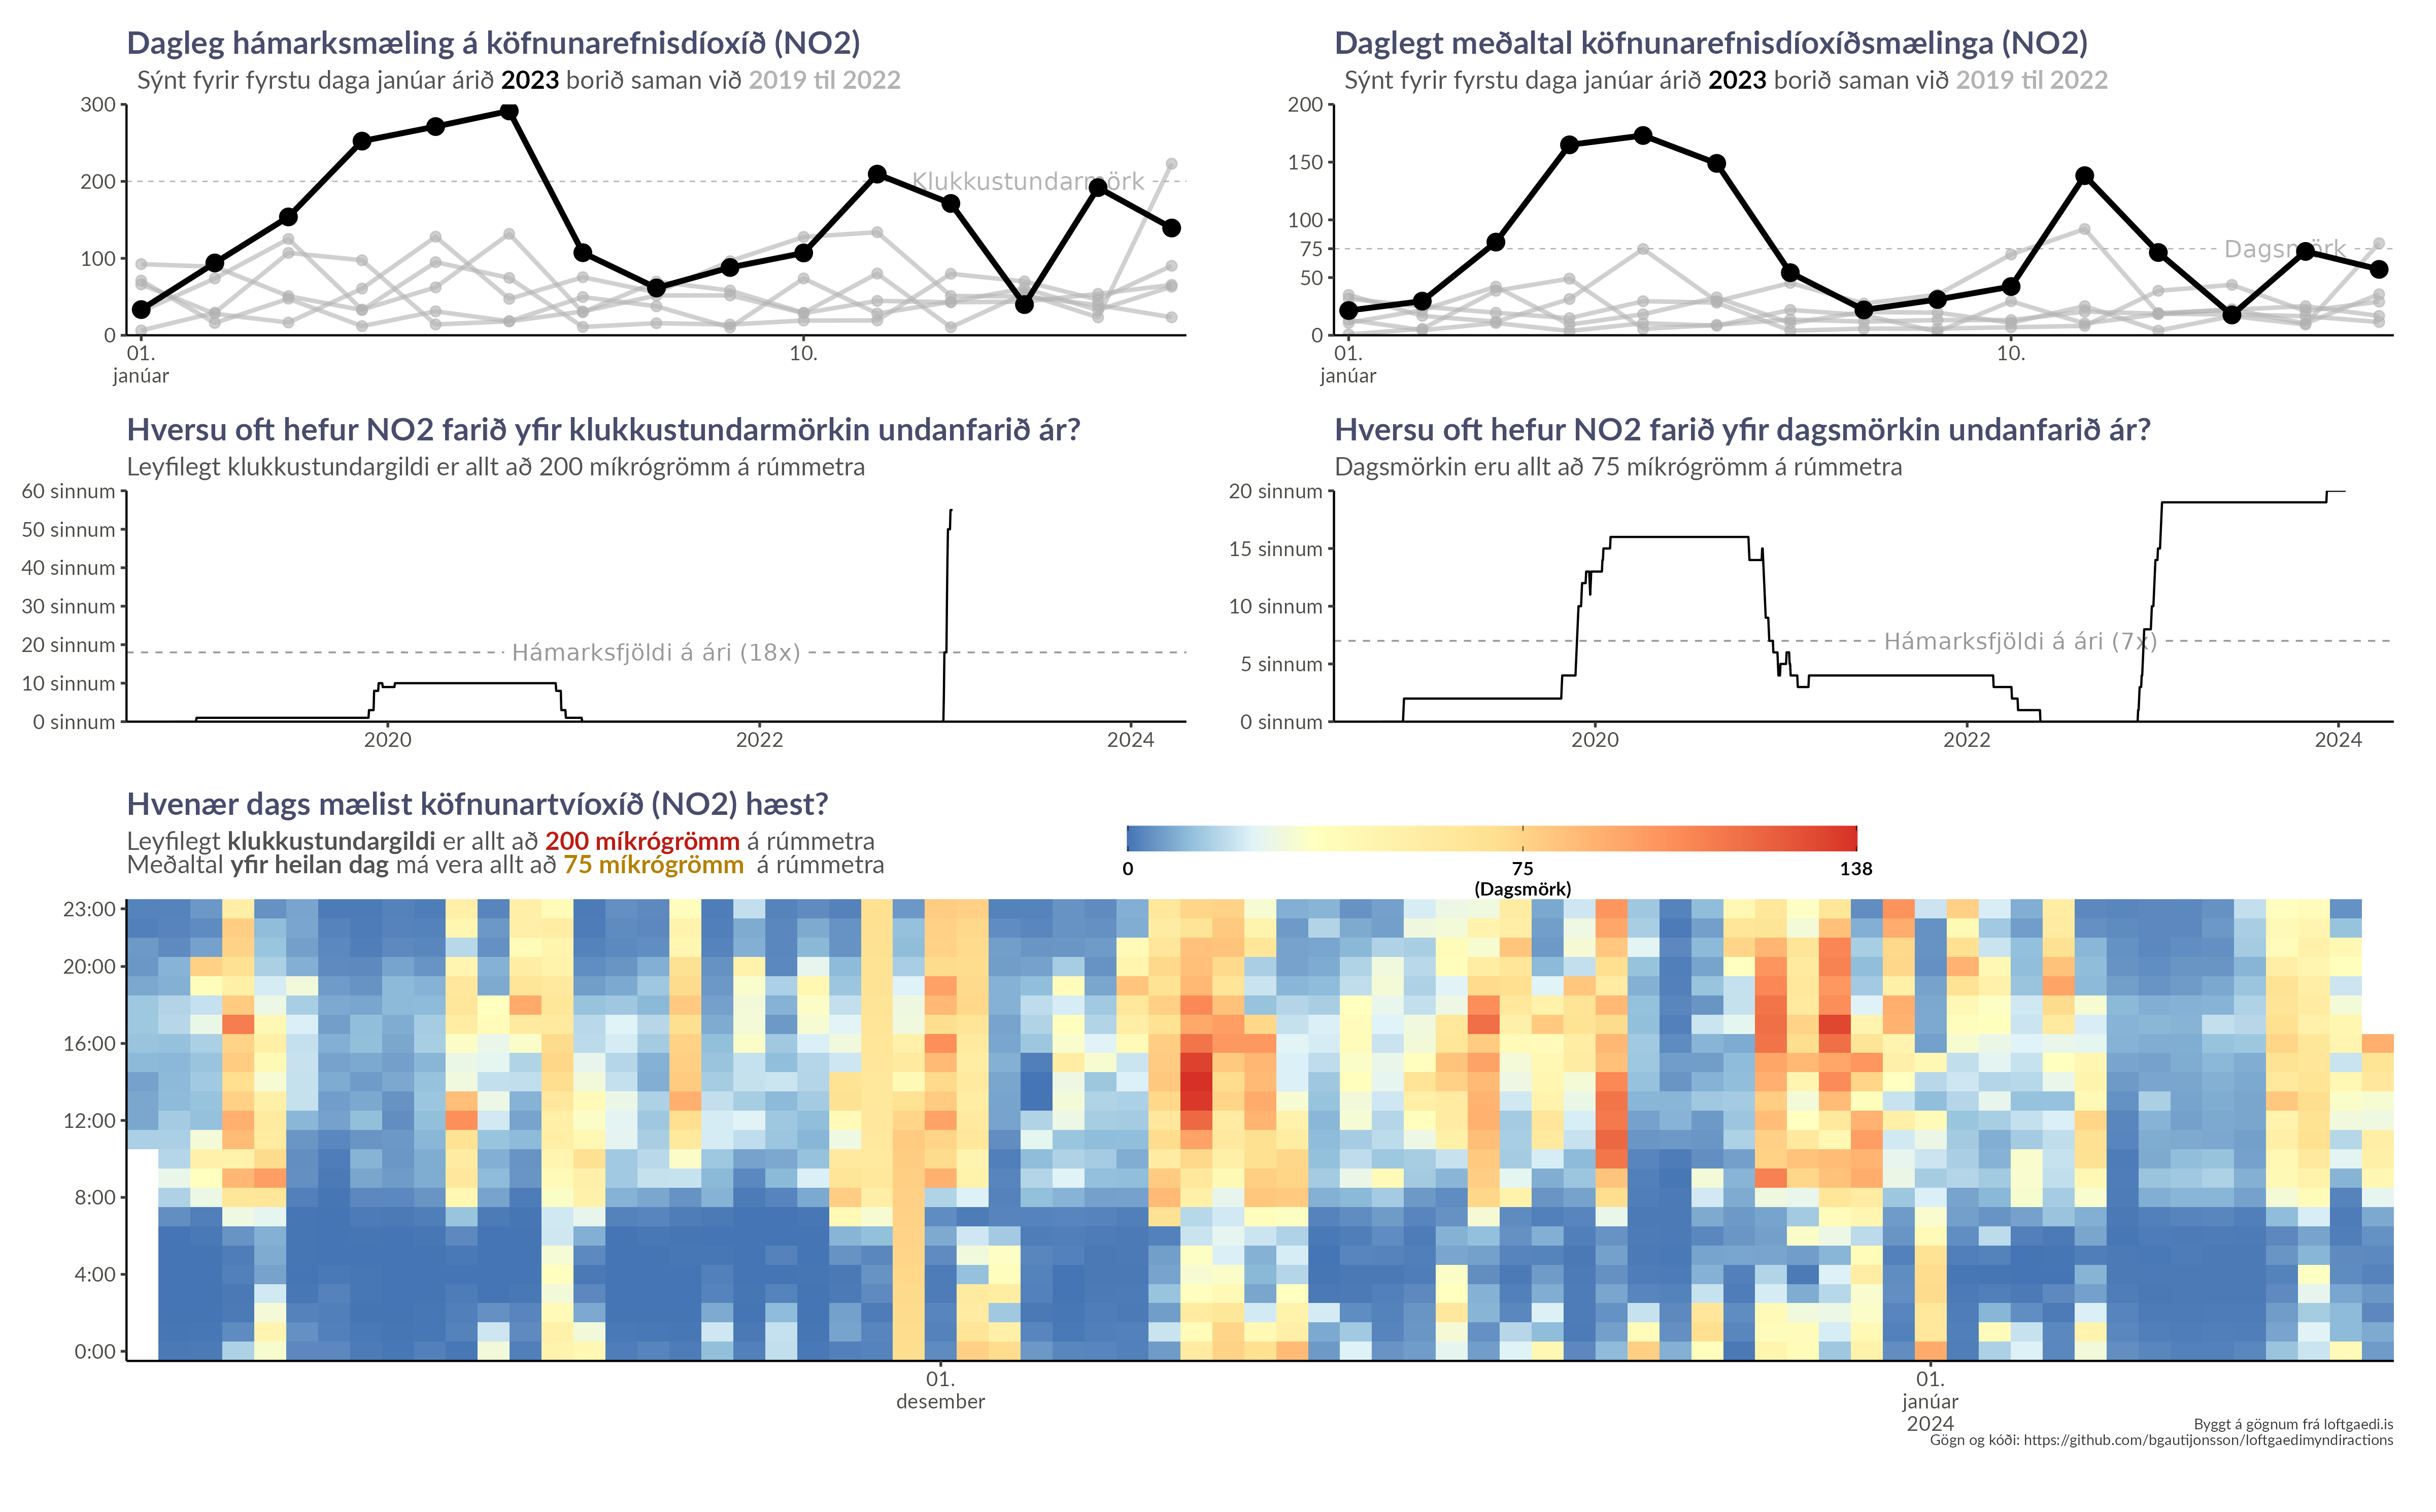 Dagleg hámarksmæling á köfnunarefnisdíoxíð (NO2)
Sýnt fyrir fyrstu daga janúar árið 2023 borið saman við 2019 til 2022
300
200
100
0
Klukkustundarmörk
01.
janúar
10.
Daglegt meðaltal köfnunarefnisdíoxíðsmælinga (NO2)
Sýnt fyrir fyrstu daga janúar árið 2023 borið saman við 2019 til 2022
200
150
100
75
50
0
Dagsmörk
01.
janúar
10.
Hversu oft hefur NO2 farið yfir klukkustundarmörkin undanfarið ár?
Leyfilegt klukkustundargildi er allt að 200 míkrógrömm á rúmmetra
60 sinnum
50 sinnum
40 sinnum
30 sinnum
20 sinnum
10 sinnum
0 sinnum
Hámarksfjöldi á ári (18x)
2020
2022
2024
Hversu oft hefur NO2 farið yfir dagsmörkin undanfarið ár?
Dagsmörkin eru allt að 75 míkrógrömm á rúmmetra
20 sinnum
15 sinnum
10 sinnum
5 sinnum
0 sinnum
Hámarksfjöldi á ári (7x)
2020
2022
2024
Hvenær dags mælist köfnunartvíoxíð (NO2) hæst?
Leyfilegt klukkustundargildi er allt að 200 míkrógrömm á rúmmetra
Meðaltal yfir heilan dag má vera allt að 75 míkrógrömm á rúmmetra
0
75
(Dagsmörk)
138
23:00
20:00
16:00
12:00
8:00
4:00
0:00
01.
desember
01.
janúar
2024
Byggt á gögnum frá loftgaedi.is
Gögn og kóði: https://github.com/bgautijonsson/loftgaedimyndiractions